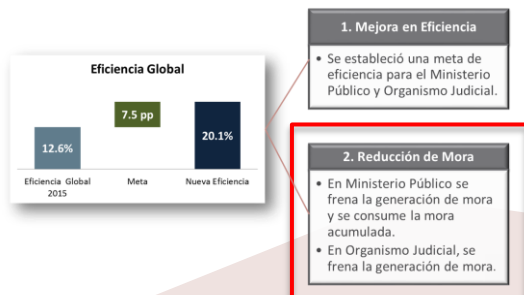 Eficiencia Global
12.6%
7.5 pp
20.1%
Eficiencia Global
2015
Meta
Nueva Eficiencia
1. Mejora en Eficiencia
• Se estableció una meta de
eficiencia para el Ministerio
Público y Organismo Judicial.
2. Reducción de Mora
• En Ministerio Público se
frena la generación de mora
y se consume la mora
acumulada.
• En Organismo Judicial, se
frena la generación de mora.